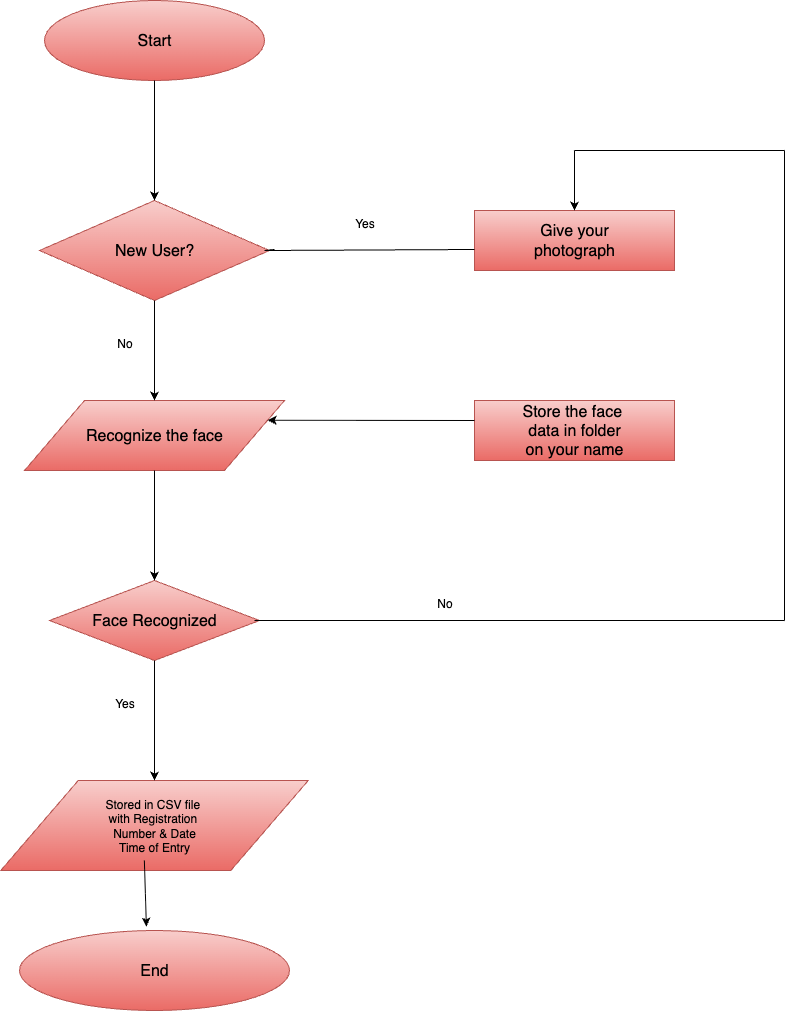 Start
New User?
Yes
Give your
photograph
No
Recognize the face
Store the face
data in folder
on your name
Face Recognized
No
Yes
Stored in CSV file
with Registration
Number & Date
Time of Entry
End